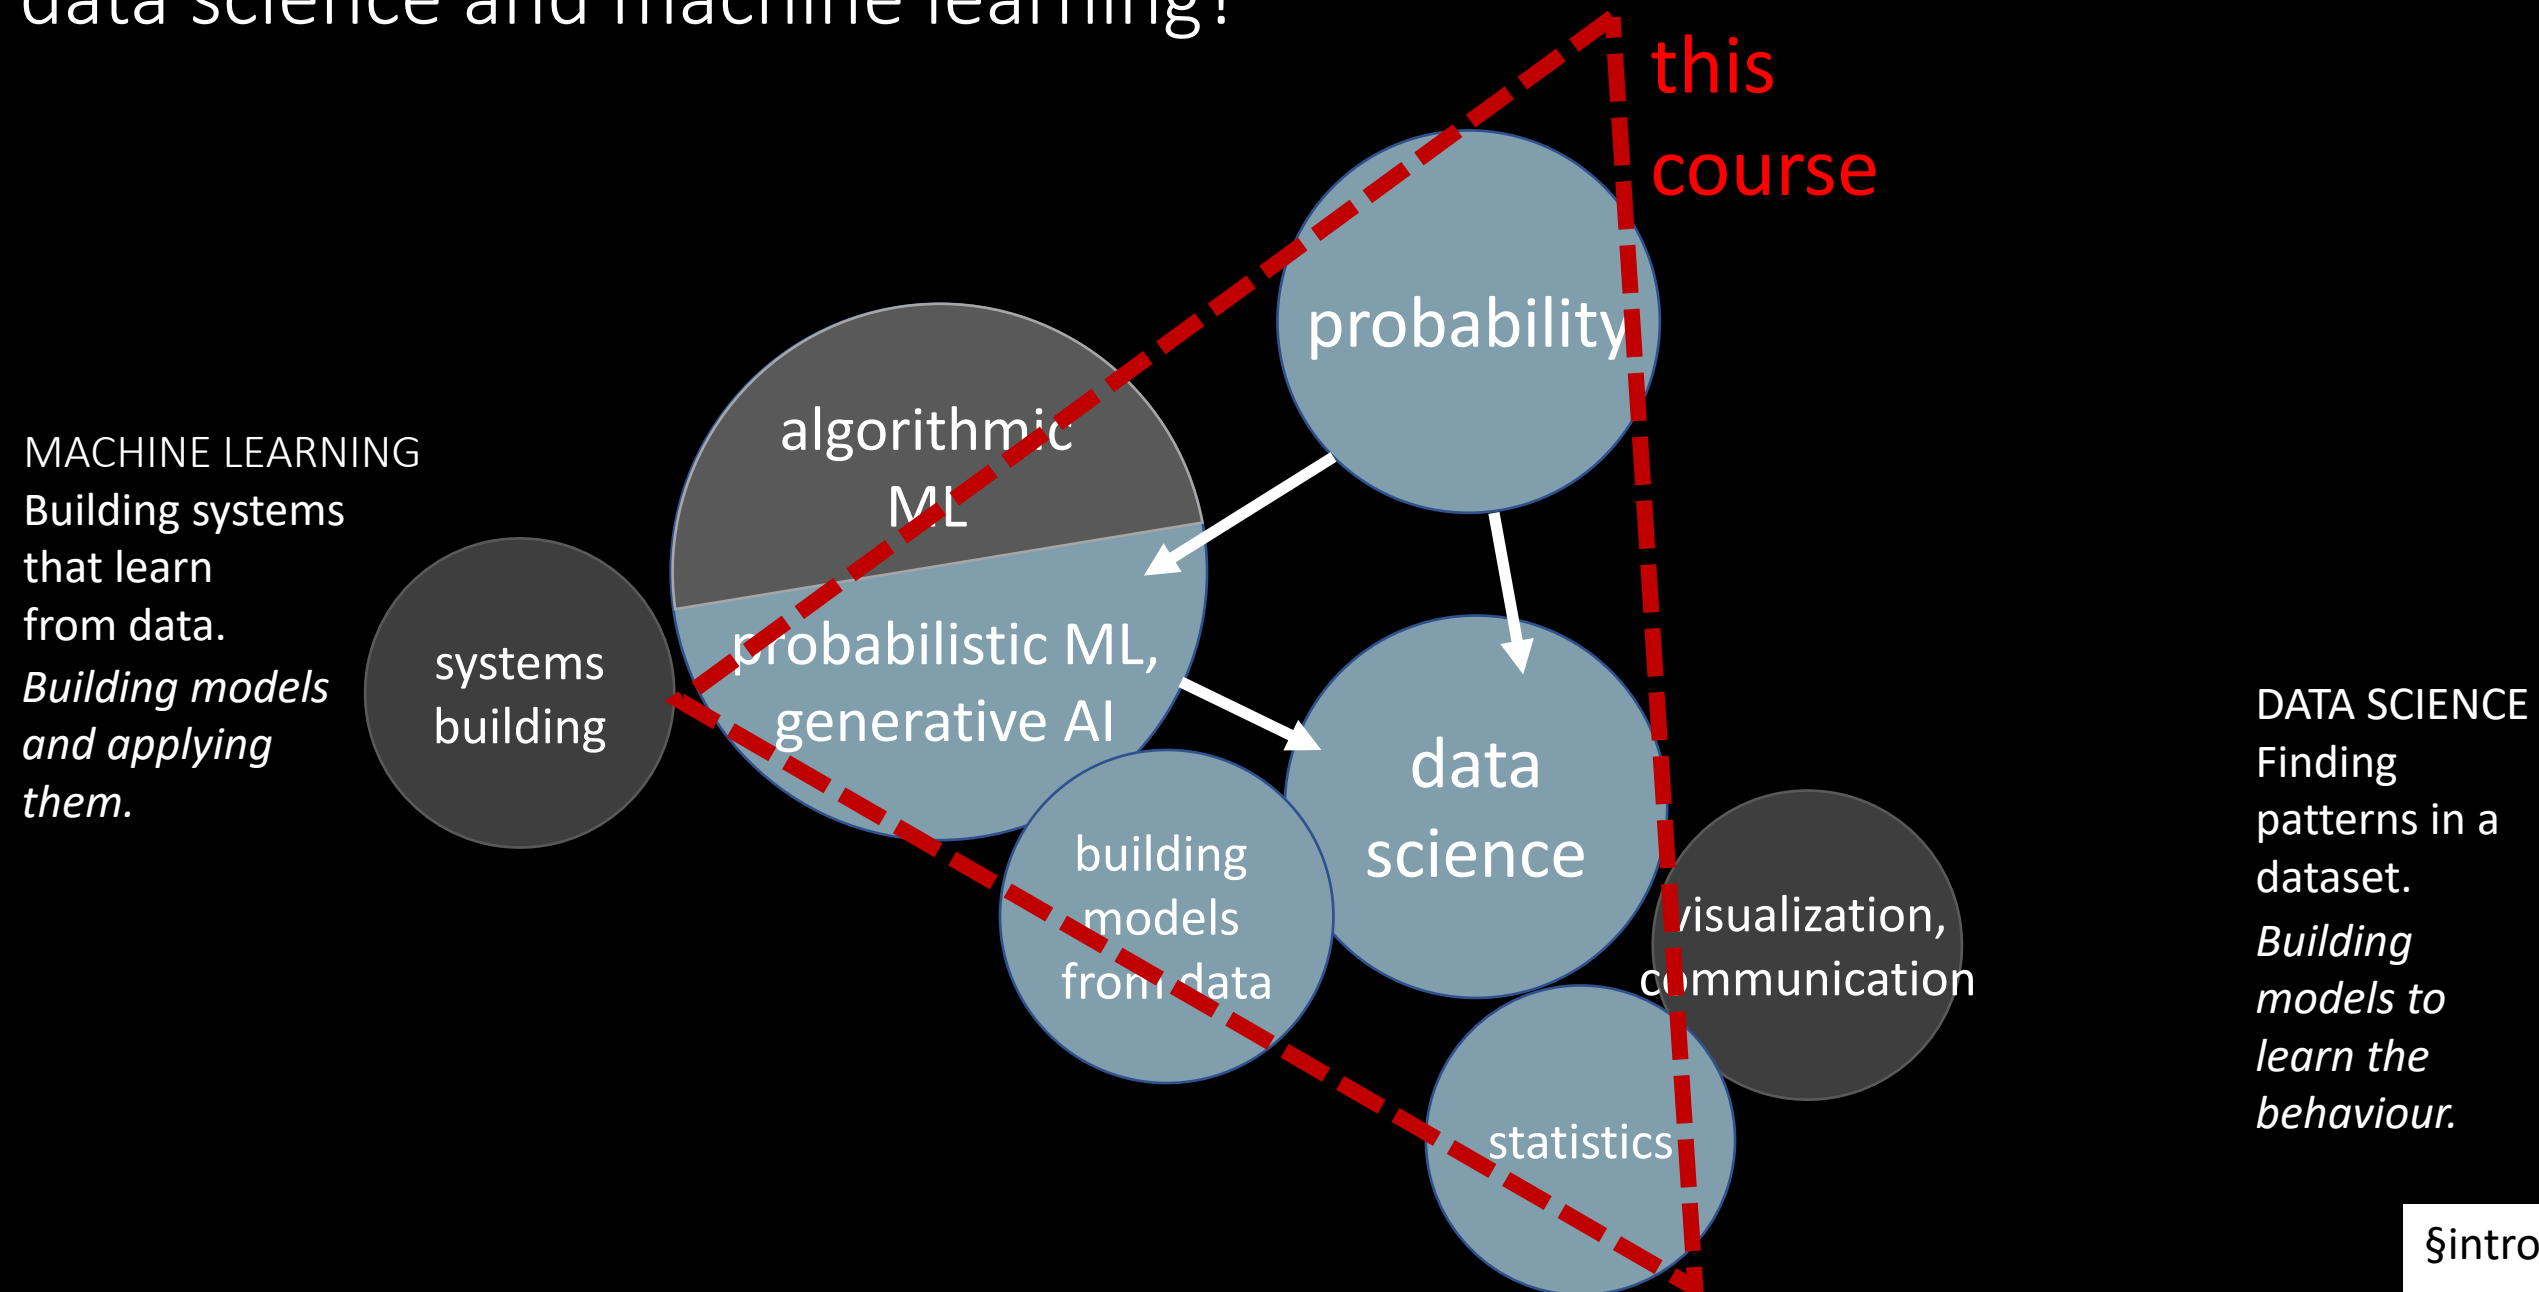 data science and machine learning?
this
course
probability
algorithmic
ML
MACHINE LEARNING
Building systems
that learn
from data.
Building models
and applying
them.
systems
building
probabilistic ML,
generative AI
data
science
building
models
from data
visualization,
communication
statistics
DATA SCIENCE
Finding
patterns in a
dataset.
Building
models to
learn the
behaviour.
§intro